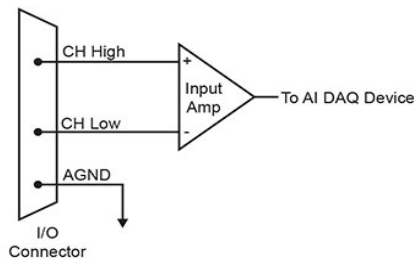 CH High
+
Input
Amp
To AI DAQ Device
CH Low
-
AGND
I/O
Connector